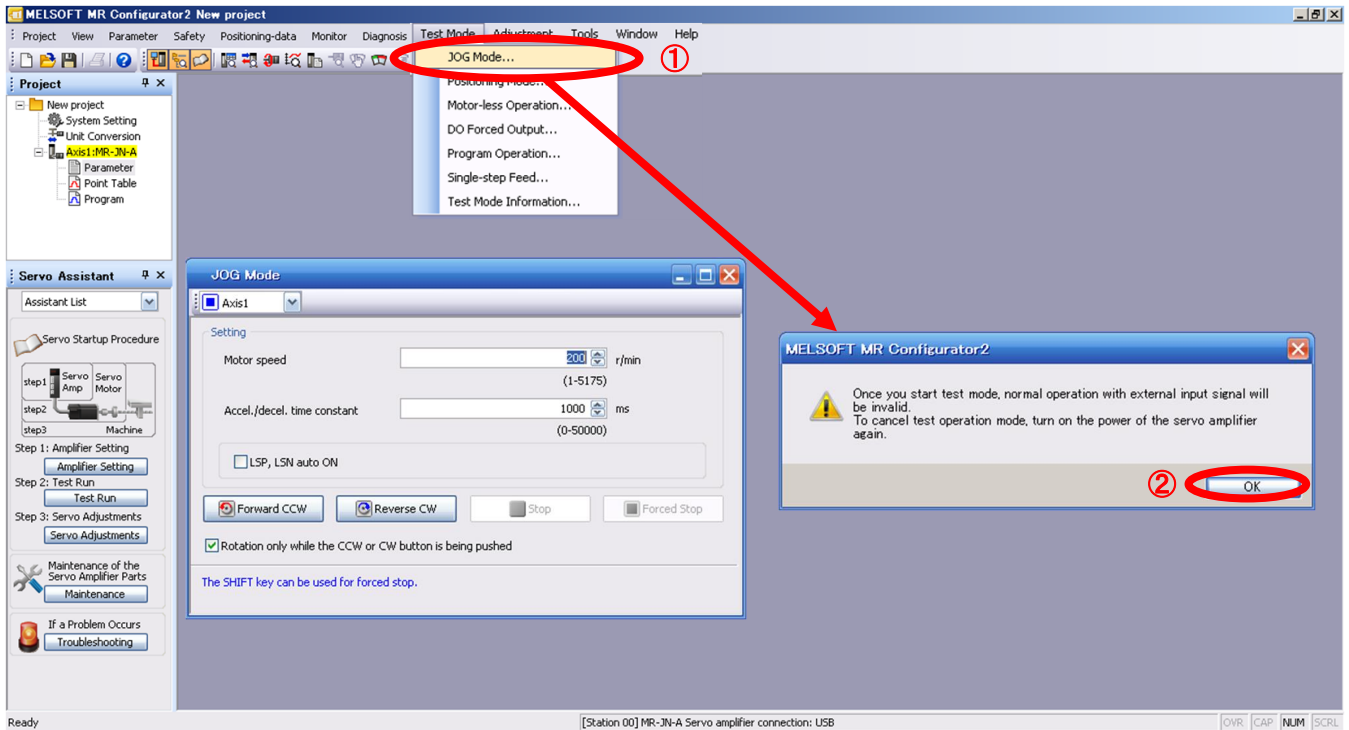 MELSOFT MR Configurator2 New project
Project View Parameter Safety Positioning-data Monitor Diagnosis Test Mode Adjustment Tools Window Help
JOG Mode...
①
Positioning Mode...
Motor-less Operation...
DO Forced Output...
Program Operation...
Single-step Feed...
Test Mode Information...
Project
New project
System Setting
Unit Conversion
Axis1:MR-JN-A
Parameter
Point Table
Program
Servo Assistant
Assistant List
Servo Startup Procedure
step1
Servo Amp
Servo Motor
step2
step3
Machine
Step 1: Amplifier Setting
Amplifier Setting
Step 2: Test Run
Test Run
Step 3: Servo Adjustments
Servo Adjustments
Maintenance of the
Servo Amplifier Parts
Maintenance
If a Problem Occurs
Troubleshooting
JOG Mode
Axis1
Setting
Motor speed 200 r/min
(1-5175)
Accel./decel. time constant 1000 ms
(0-50000)
LSP, LSN auto ON
Forward CCW Reverse CW Stop Forced Stop
Rotation only while the CCW or CW button is being pushed
The SHIFT key can be used for forced stop.
MELSOFT MR Configurator2
Once you start test mode, normal operation with external input signal will
be invalid.
To cancel test operation mode, turn on the power of the servo amplifier
again.
②
OK
Ready [Station 00] MR-JN-A Servo amplifier connection: USB OVR CAP NUM SCRL